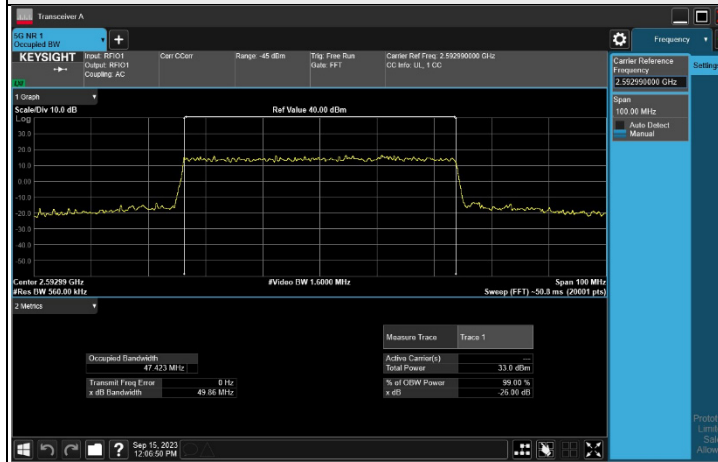 Transceiver A
5G NR 1
Occupied BW
Frequency
KEYSIGHT
Input: RFIO1
Output: RFIO1
Coupling: AC
Corr CCorr
Range: -45 dBm
Trig: Free Run
Gate: FFT
Carrier Ref Freq: 2.592990000 GHz
CC Info: UL, 1 CC
Carrier Reference
Frequency
2.592990000 GHz
Settings
Span
100.00 MHz
Auto Detect
Manual
1 Graph
Scale/Div 10.0 dB
Ref Value 40.00 dBm
Log
30.0
20.0
10.0
0.00
-10.0
-20.0
-30.0
-40.0
-50.0
Center 2.59299 GHz
#Video BW 1.6000 MHz
Span 100 MHz
#Res BW 560.00 kHz
Sweep (FFT) ~50.8 ms (20001 pts)
2 Metrics
Measure Trace
Trace 1
Occupied Bandwidth
47.423 MHz
Active Carrier(s)
---
Total Power
33.0 dBm
Transmit Freq Error
0 Hz
% of OBW Power
99.00 %
x dB Bandwidth
49.86 MHz
x dB
-26.00 dB
Sep 15, 2023
12:06:50 PM